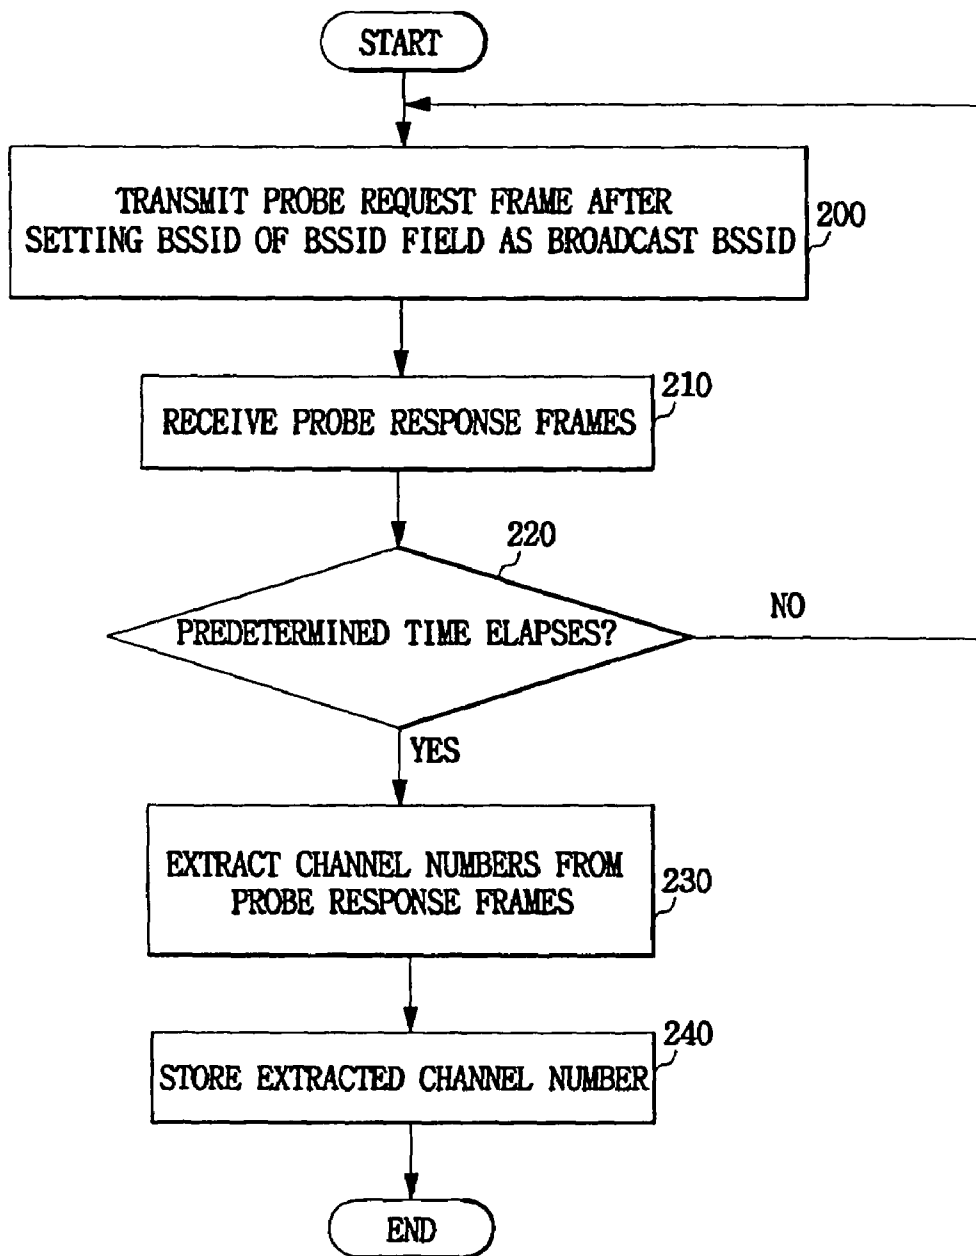 START
TRANSMIT PROBE REQUEST FRAME AFTER
SETTING BSSID OF BSSID FIELD AS BROADCAST BSSID
200
210
RECEIVE PROBE RESPONSE FRAMES
220
PREDETERMINED TIME ELAPSES?
NO
YES
EXTRACT CHANNEL NUMBERS FROM
PROBE RESPONSE FRAMES
230
240
STORE EXTRACTED CHANNEL NUMBER
END